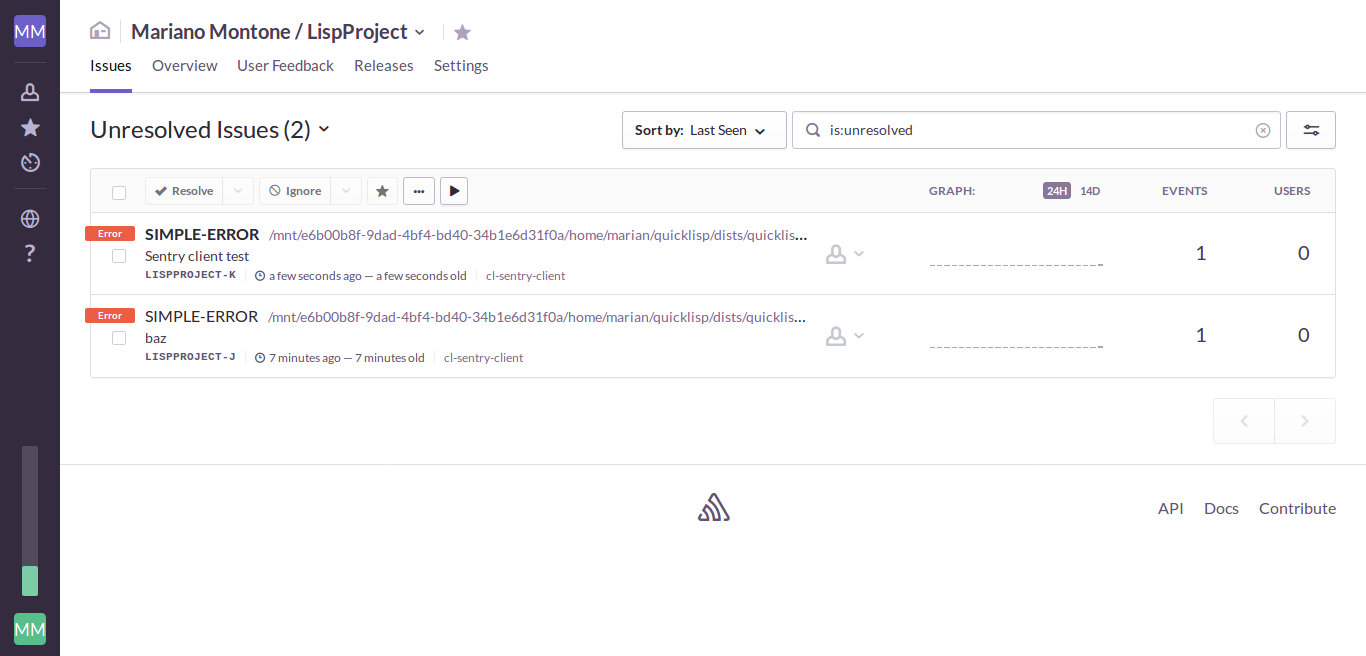 MM
Mariano Montone / LispProject
Issues Overview User Feedback Releases Settings
Unresolved Issues (2)
Sort by: Last Seen
is:unresolved
Resolve Ignore ••• GRAPH: 24H 14D EVENTS USERS
Error SIMPLE-ERROR /mnt/e6b00b8f-9dad-4bf4-bd40-34b1e6d31f0a/home/marian/quicklisp/dists/quicklis...
Sentry client test
1 0
LISPPROJECT-K a few seconds ago — a few seconds old cl-sentry-client
Error SIMPLE-ERROR /mnt/e6b00b8f-9dad-4bf4-bd40-34b1e6d31f0a/home/marian/quicklisp/dists/quicklis...
baz
1 0
LISPPROJECT-J 7 minutes ago — 7 minutes old cl-sentry-client
API Docs Contribute
MM